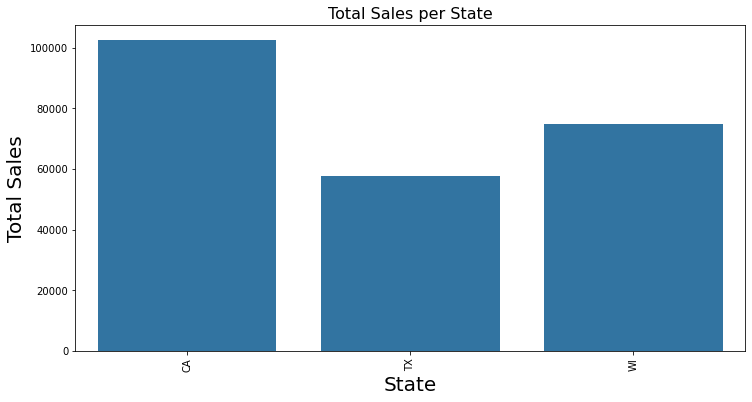 Total Sales per State
Total Sales
100000
80000
60000
40000
20000
0
CA
TX
WI
State